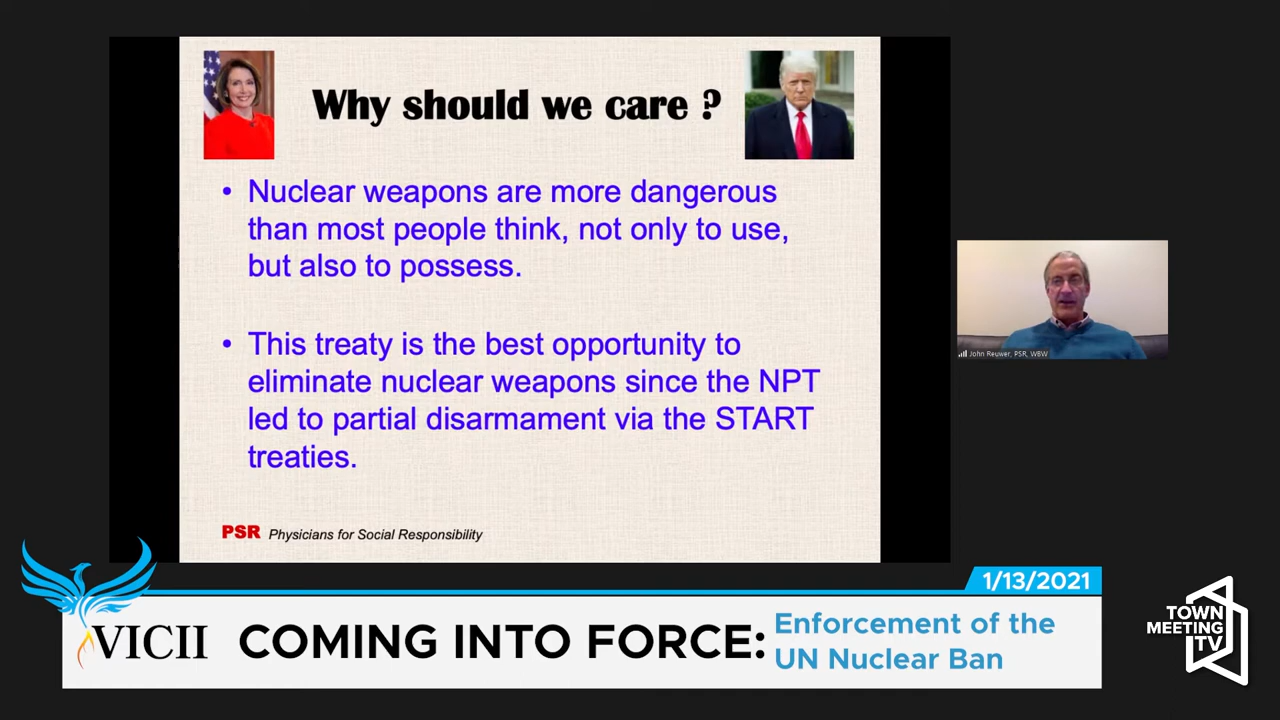 Why should we care ?
• Nuclear weapons are more dangerous
than most people think, not only to use,
but also to possess.
• This treaty is the best opportunity to
eliminate nuclear weapons since the NPT
led to partial disarmament via the START
treaties.
PSR Physicians for Social Responsibility
John Reuwer, PSR, WBW
1/13/2021
VICII
COMING INTO FORCE:
Enforcement of the
UN Nuclear Ban
TOWN
MEETING
TV